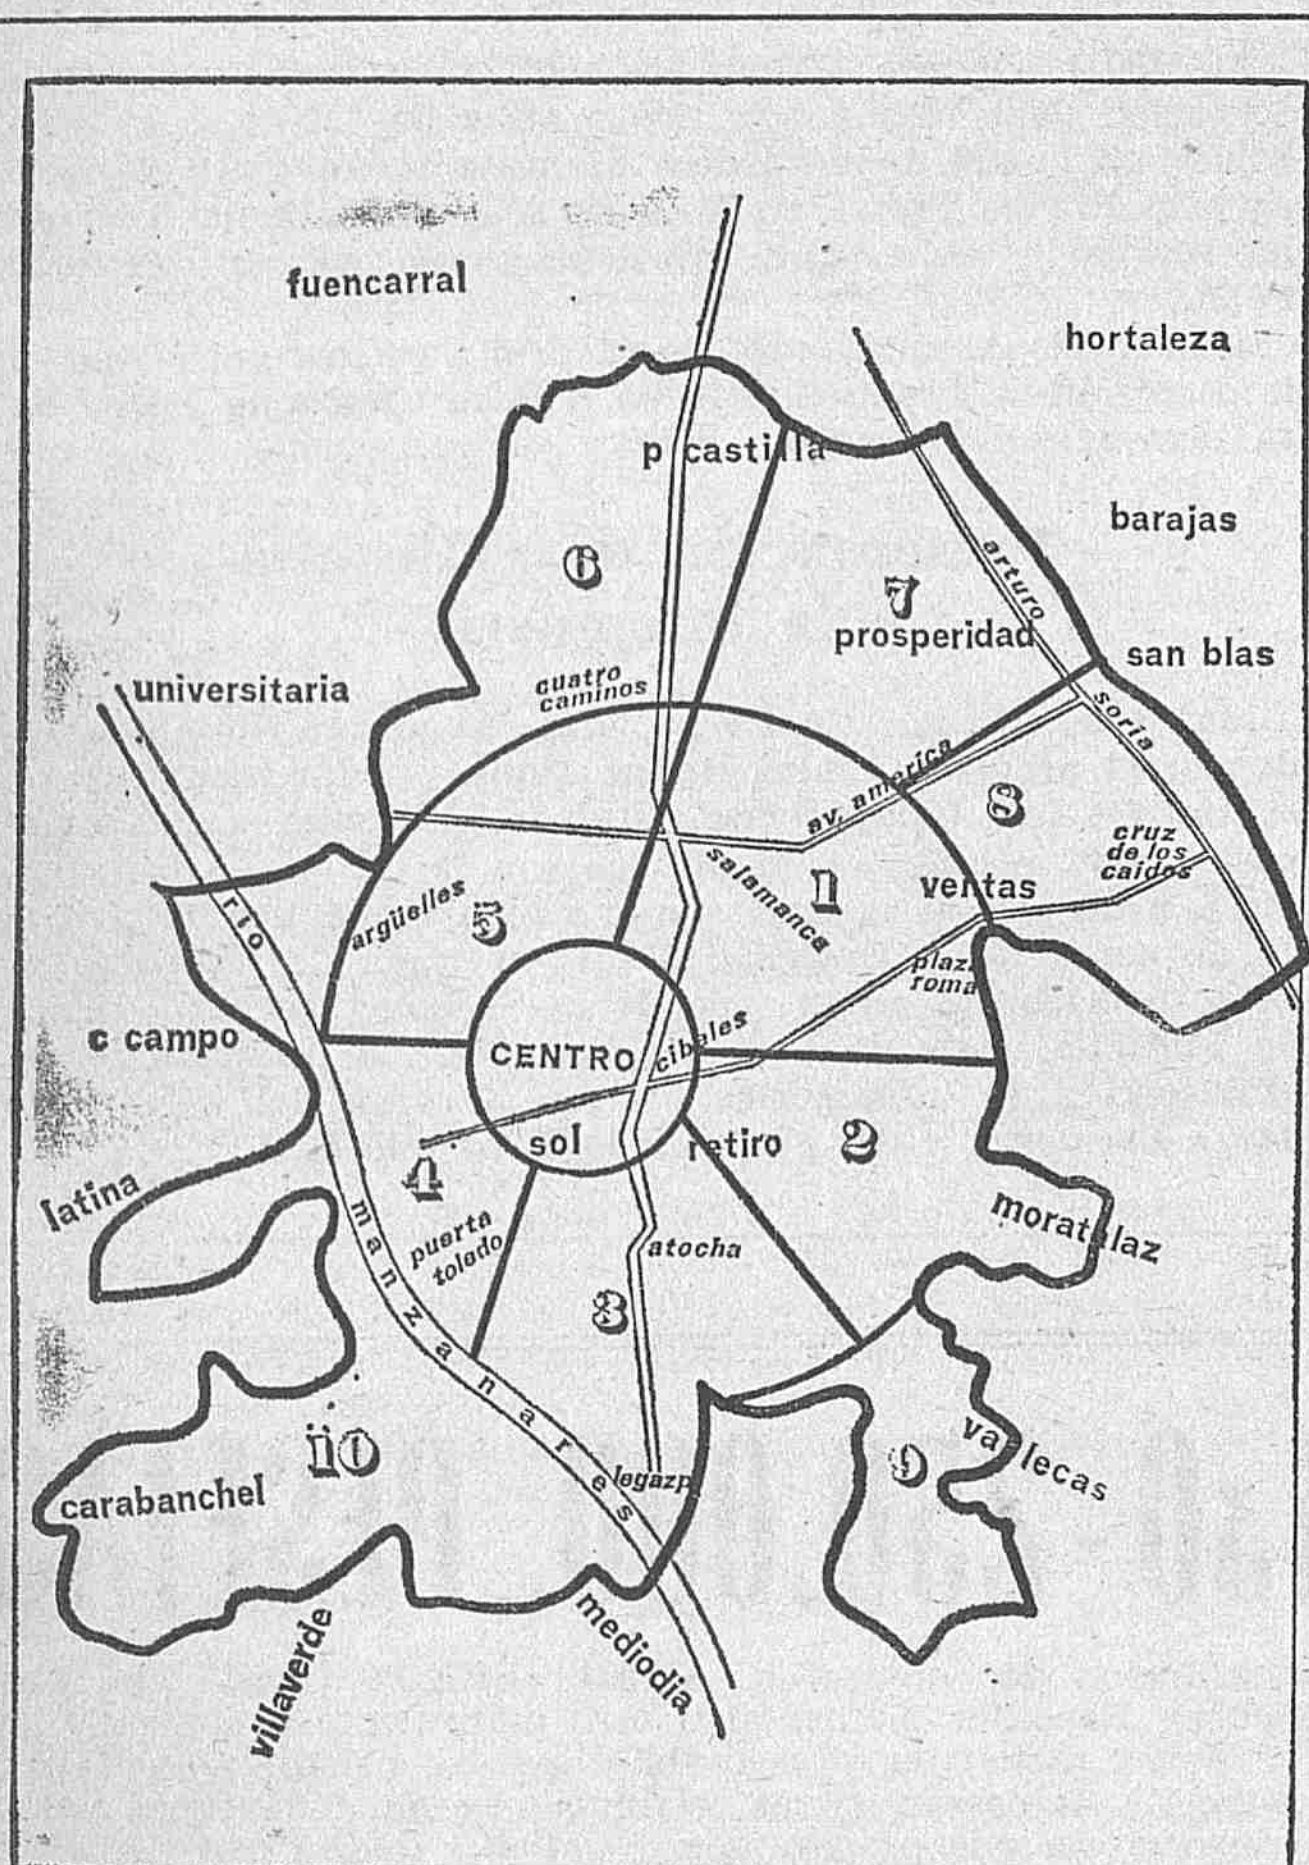 fuencarral
hortaleza
p castilla
barajas
6
arturo
7
prosperidad
san blas
universitaria
cuatro
caminos
soria
av. america
8
cruz
de los
caidos
salamanca
1
ventas
argüelles
5
rio
plaza
roma
c campo
CENTRO
cibeles
sol
retiro
2
4
latina
manzanares
puerta
toledo
moratalaz
atocha
3
10
vallecas
9
carabanchel
legazpi
villaverde
mediodia